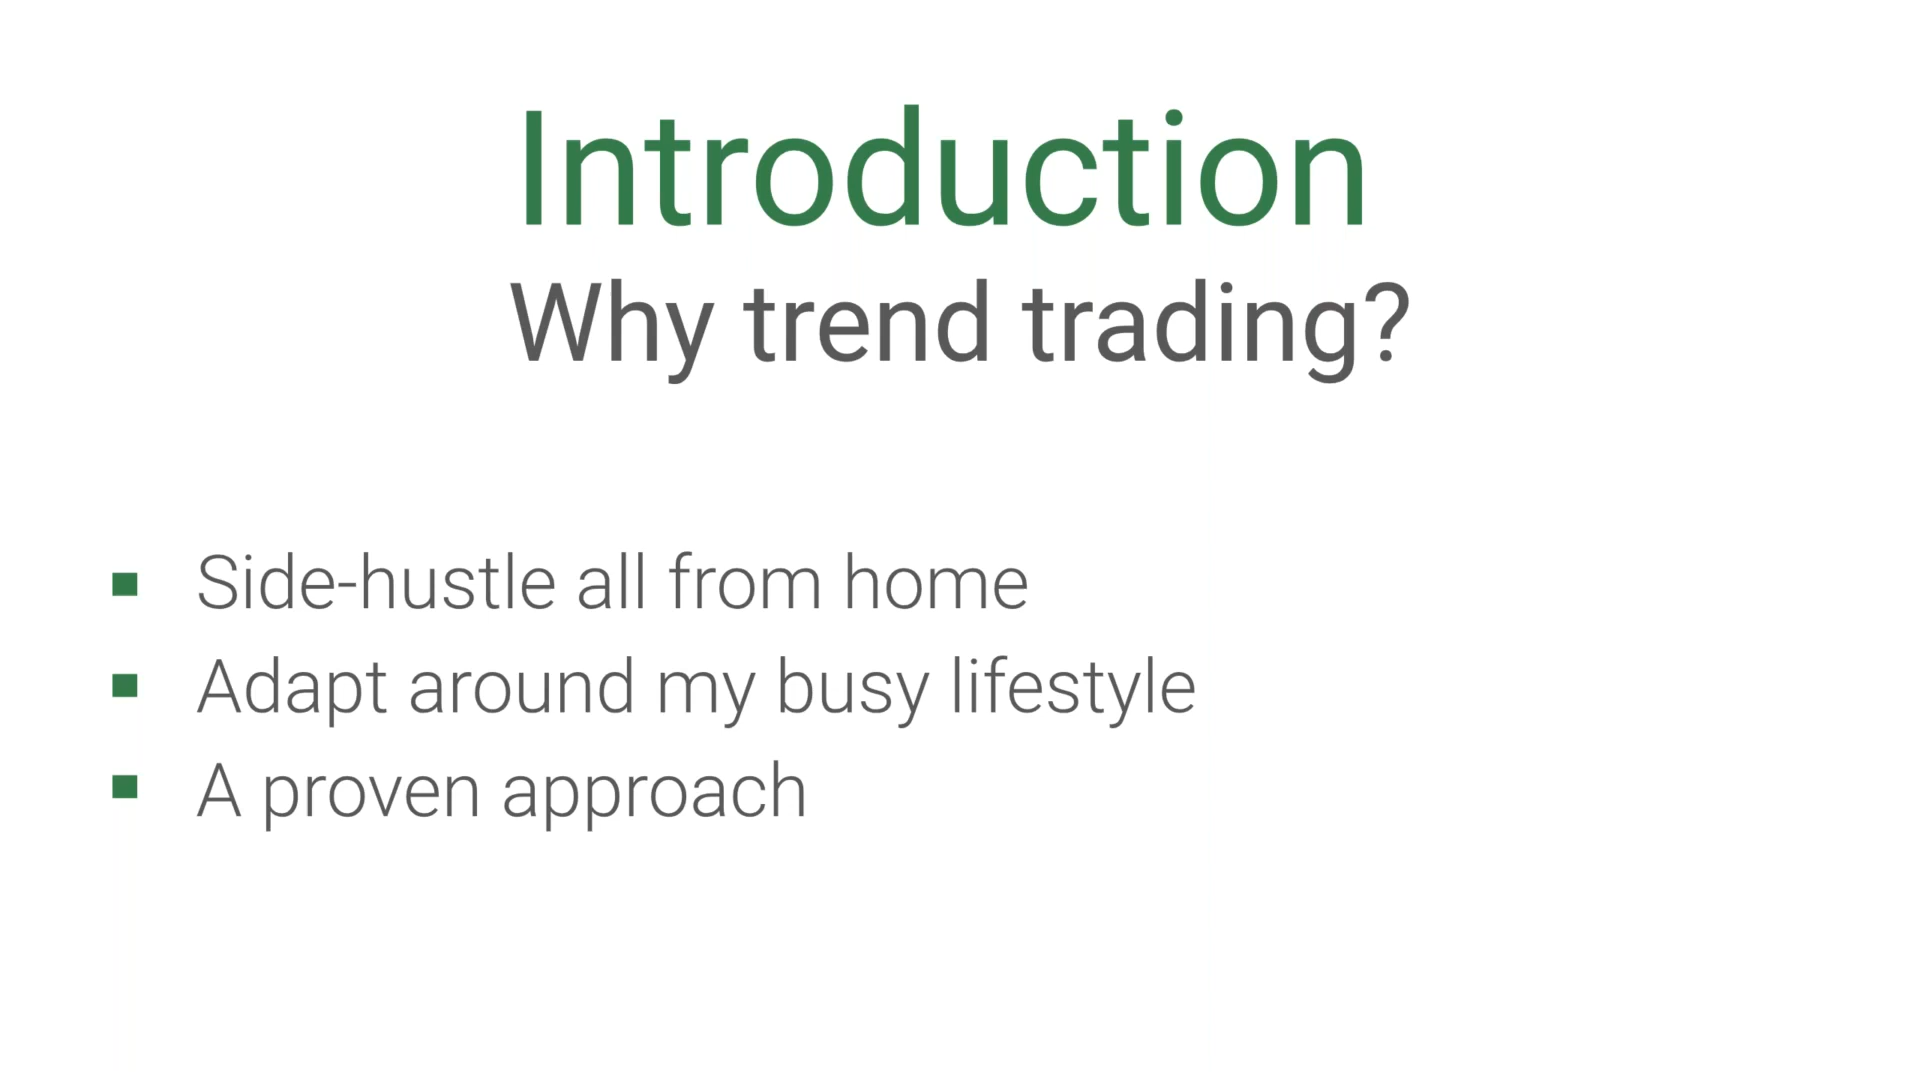 Introduction
Why trend trading?
Side-hustle all from home
Adapt around my busy lifestyle
A proven approach